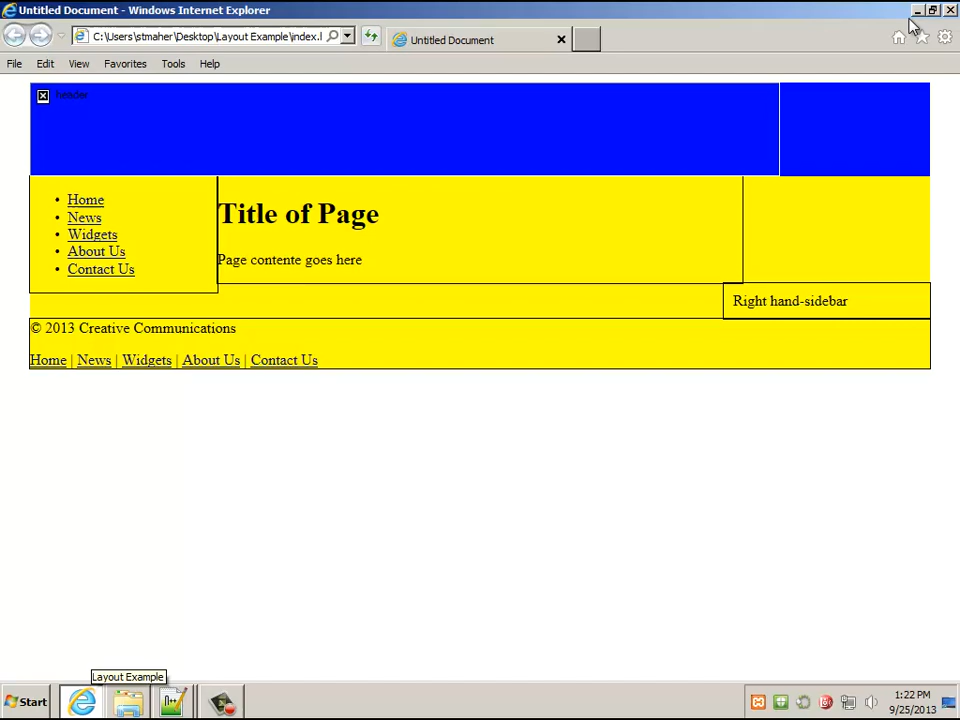 Untitled Document - Windows Internet Explorer
C:\Users\stmaher\Desktop\Layout Example\index.l
Untitled Document
File Edit View Favorites Tools Help
header
Home
News
Widgets
About Us
Contact Us
Title of Page
Page contente goes here
Right hand-sidebar
© 2013 Creative Communications
Home | News | Widgets | About Us | Contact Us
Layout Example
Start
1:22 PM
9/25/2013